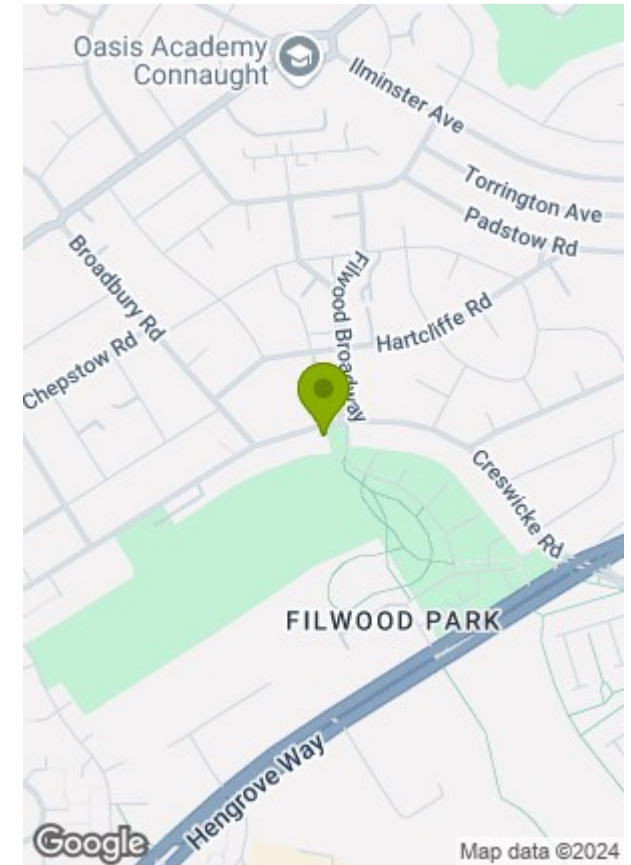 Oasis Academy
Connaught
Ilminster Ave
Torrington Ave
Padstow Rd
Broadbury Rd
Filwood Broadway
Hartcliffe Rd
Chepstow Rd
Creswicke Rd
FILWOOD PARK
Hengrove Way
Google
Map data ©2024